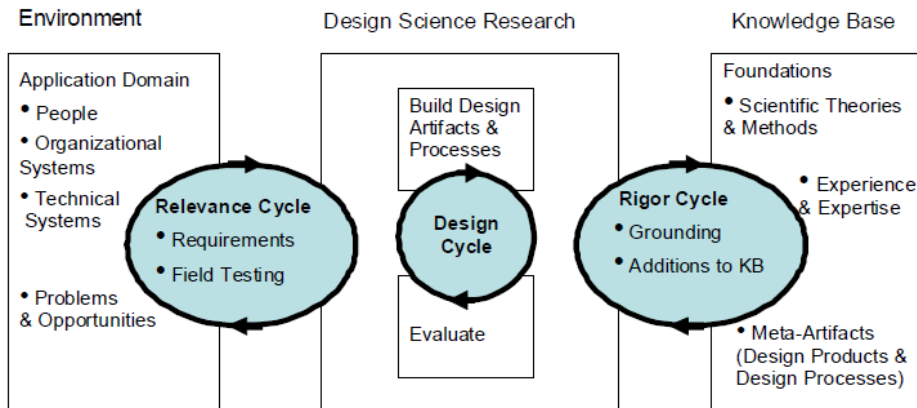 Environment
Design Science Research
Knowledge Base
Application Domain
• People
• Organizational
Systems
• Technical
Systems
• Problems
& Opportunities
Relevance Cycle
• Requirements
• Field Testing
Build Design
Artifacts &
Processes
Design
Cycle
Evaluate
Rigor Cycle
• Grounding
• Additions to KB
Foundations
• Scientific Theories
& Methods
• Experience
& Expertise
• Meta-Artifacts
(Design Products &
Design Processes)